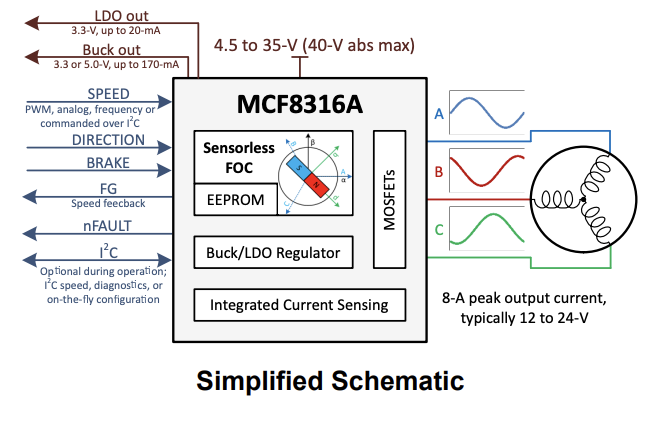 LDO out
3.3-V, up to 20-mA
Buck out
3.3 or 5.0-V, up to 170-mA
4.5 to 35-V (40-V abs max)
SPEED
PWM, analog, frequency or
commanded over I²C
DIRECTION
BRAKE
FG
Speed feecback
nFAULT
I²C
Optional during operation;
I²C speed, diagnostics, or
on-the-fly configuration
MCF8316A
Sensorless
FOC
EEPROM
β
A
α
S
N
MOSFETs
Buck/LDO Regulator
Integrated Current Sensing
A
B
C
8-A peak output current,
typically 12 to 24-V
Simplified Schematic